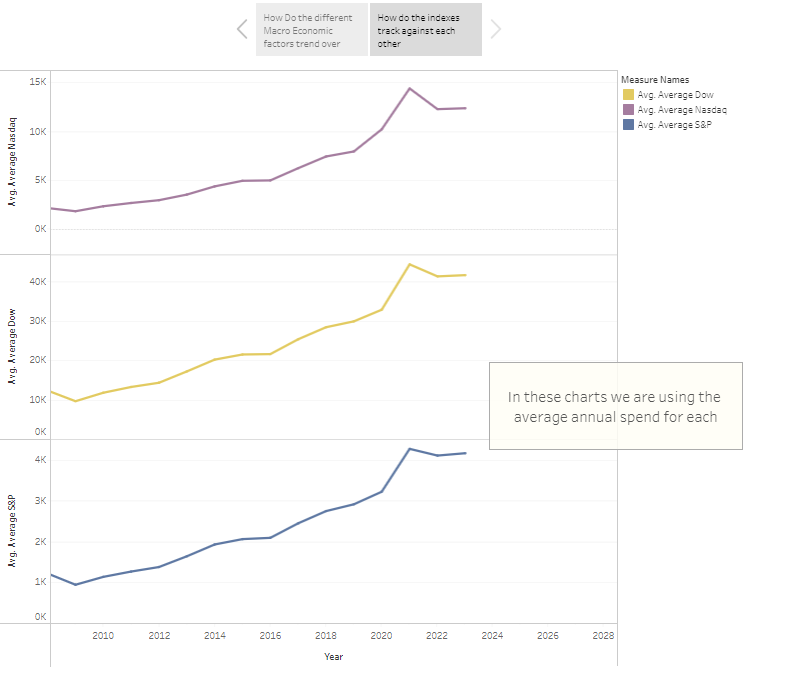 How Do the different
Macro Economic
factors trend over
How do the indexes
track against each
other
Measure Names
Avg. Average Dow
Avg. Average Nasdaq
Avg. Average S&P
Avg. Average Nasdaq
15K
10K
5K
0K
Avg. Average Dow
40K
30K
20K
10K
0K
In these charts we are using the
average annual spend for each
Avg. Average S&P
4K
3K
2K
1K
0K
2010 2012 2014 2016 2018 2020 2022 2024 2026 2028
Year